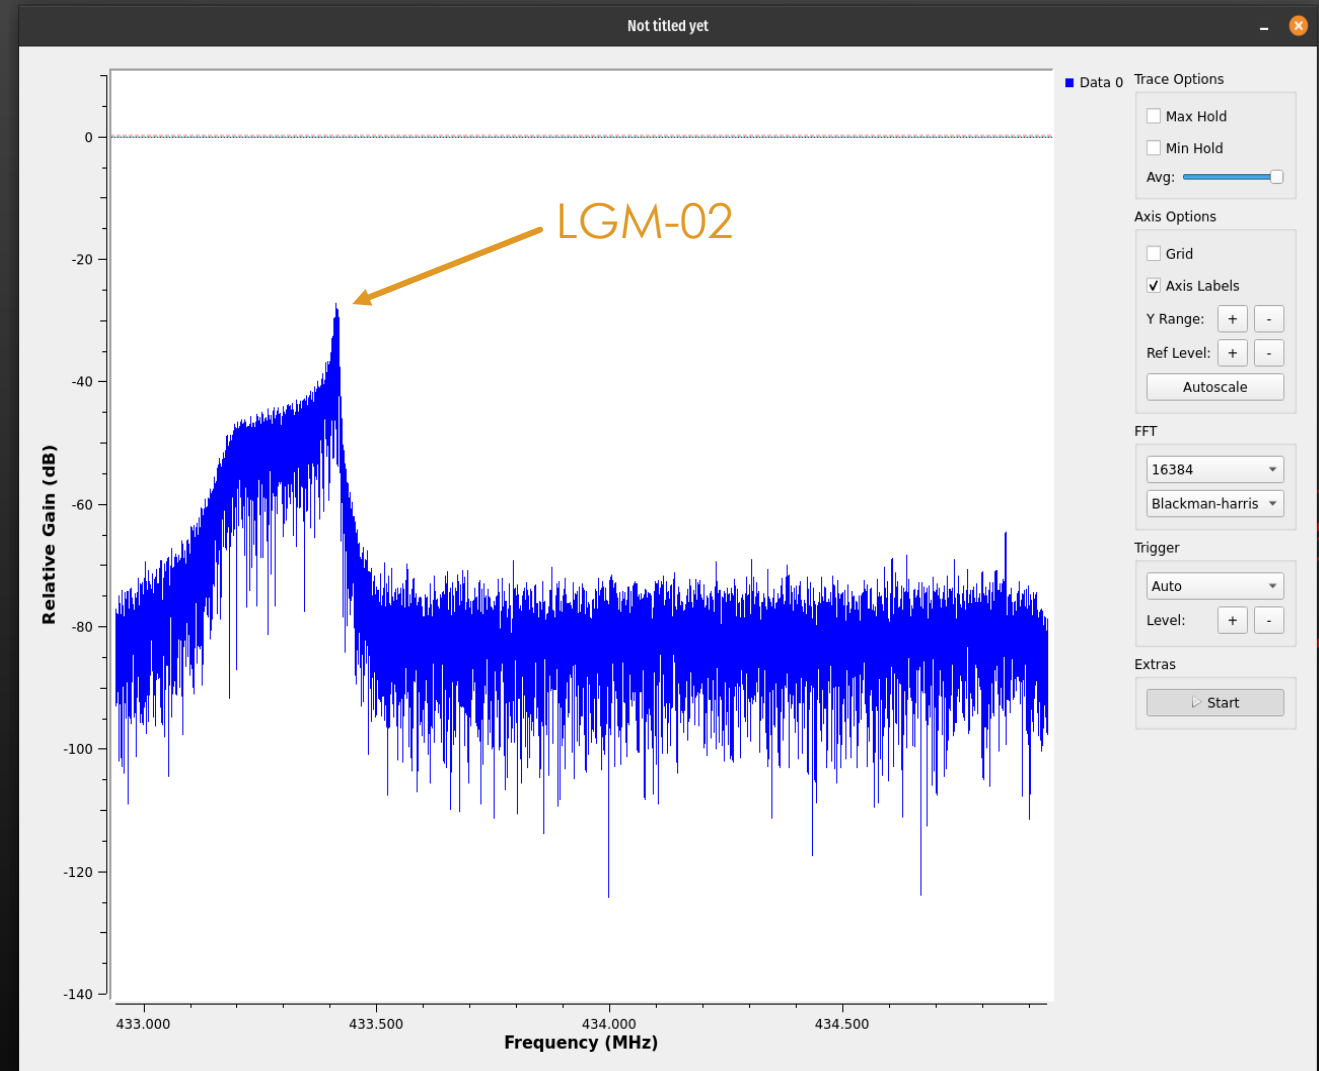 Not titled yet
Data 0
Trace Options
Max Hold
Min Hold
Avg:
Axis Options
Grid
Axis Labels
Y Range: + -
Ref Level: + -
Autoscale
FFT
16384
Blackman-harris
Trigger
Auto
Level: + -
Extras
Start
LGM-02
Relative Gain (dB)
0
-20
-40
-60
-80
-100
-120
-140
433.000 433.500 434.000 434.500
Frequency (MHz)